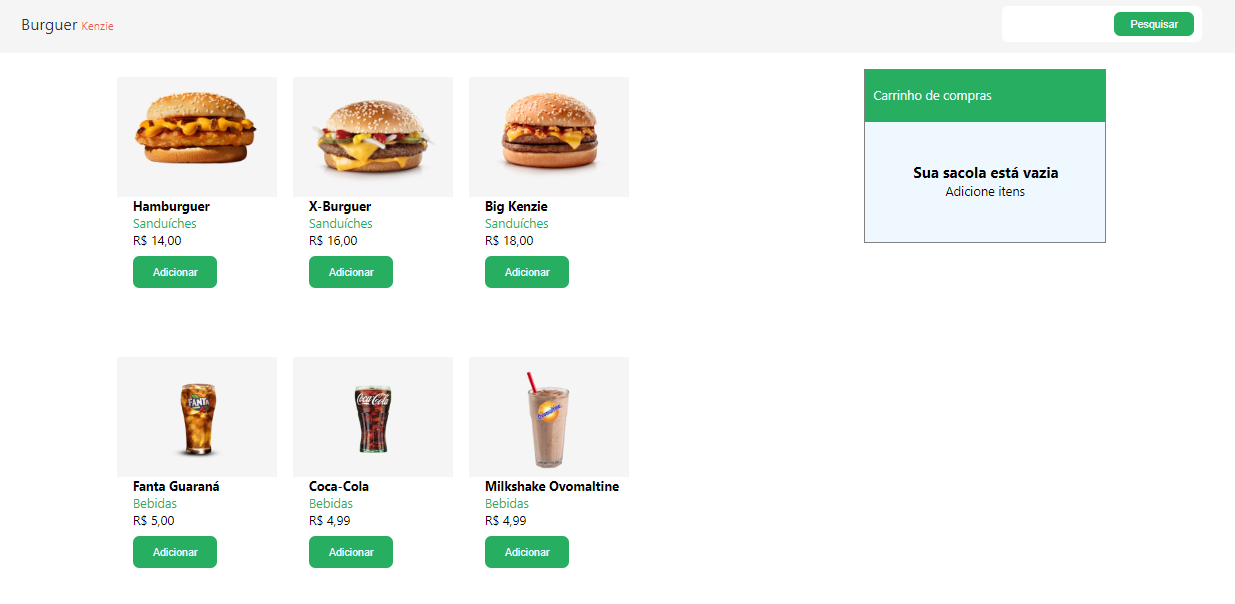 Burguer Kenzie
Pesquisar
Carrinho de compras
Sua sacola está vazia
Adicione itens
Hamburguer
Sanduíches
R$ 14,00
Adicionar
X-Burguer
Sanduíches
R$ 16,00
Adicionar
Big Kenzie
Sanduíches
R$ 18,00
Adicionar
FANTA
Fanta Guaraná
Bebidas
R$ 5,00
Adicionar
Coca-Cola
Coca-Cola
Bebidas
R$ 4,99
Adicionar
Ovomaltine
Milkshake Ovomaltine
Bebidas
R$ 4,99
Adicionar